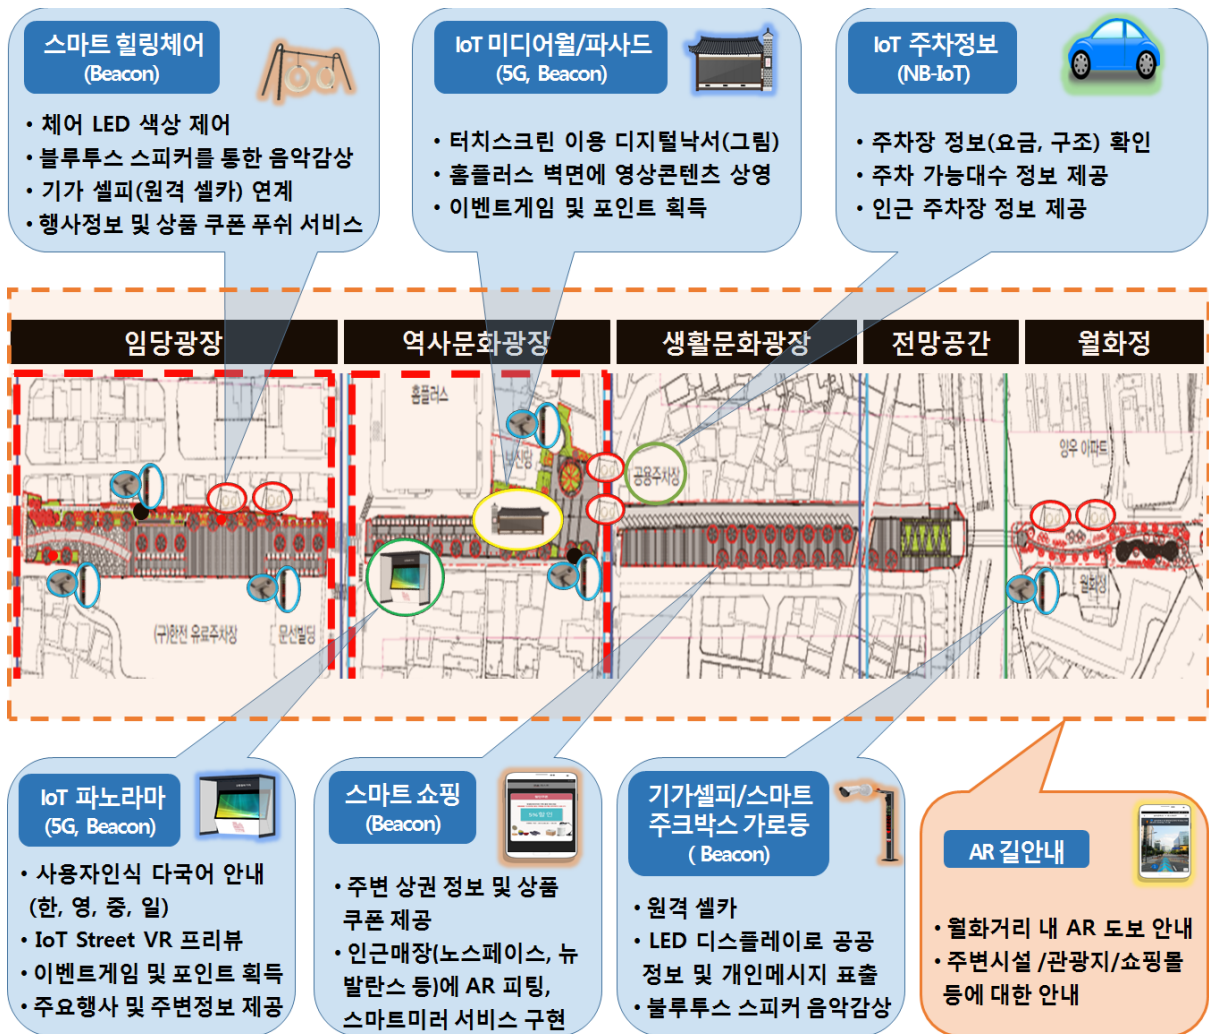 스마트 힐링체어
(Beacon)
• 체어 LED 색상 제어
• 블루투스 스피커를 통한 음악감상
• 기가 셀피(원격 셀카) 연계
• 행사정보 및 상품 쿠폰 푸쉬 서비스
IoT 미디어월/파사드
(5G, Beacon)
• 터치스크린 이용 디지털낙서(그림)
• 홈플러스 벽면에 영상콘텐츠 상영
• 이벤트게임 및 포인트 획득
IoT 주차정보
(NB-IoT)
• 주차장 정보(요금, 구조) 확인
• 주차 가능대수 정보 제공
• 인근 주차장 정보 제공
임당광장
역사문화광장
생활문화광장
전망공간
월화정
홈플러스
부진당
공용주차장
임우 아파트
(구)한전 유료주차장
문선빌딩
월화정
IoT 파노라마
(5G, Beacon)
• 사용자인식 다국어 안내
(한, 영, 중, 일)
• IoT Street VR 프리뷰
• 이벤트게임 및 포인트 획득
• 주요행사 및 주변정보 제공
스마트 쇼핑
(Beacon)
5%할인
• 주변 상권 정보 및 상품
쿠폰 제공
• 인근매장(노스페이스, 뉴
발란스 등)에 AR 피팅,
스마트미러 서비스 구현
기가셀피/스마트
주크박스 가로등
( Beacon)
• 원격 셀카
• LED 디스플레이로 공공
정보 및 개인메시지 표출
• 불루투스 스피커 음악감상
AR 길안내
• 월화거리 내 AR 도보 안내
• 주변시설 /관광지/쇼핑몰
등에 대한 안내